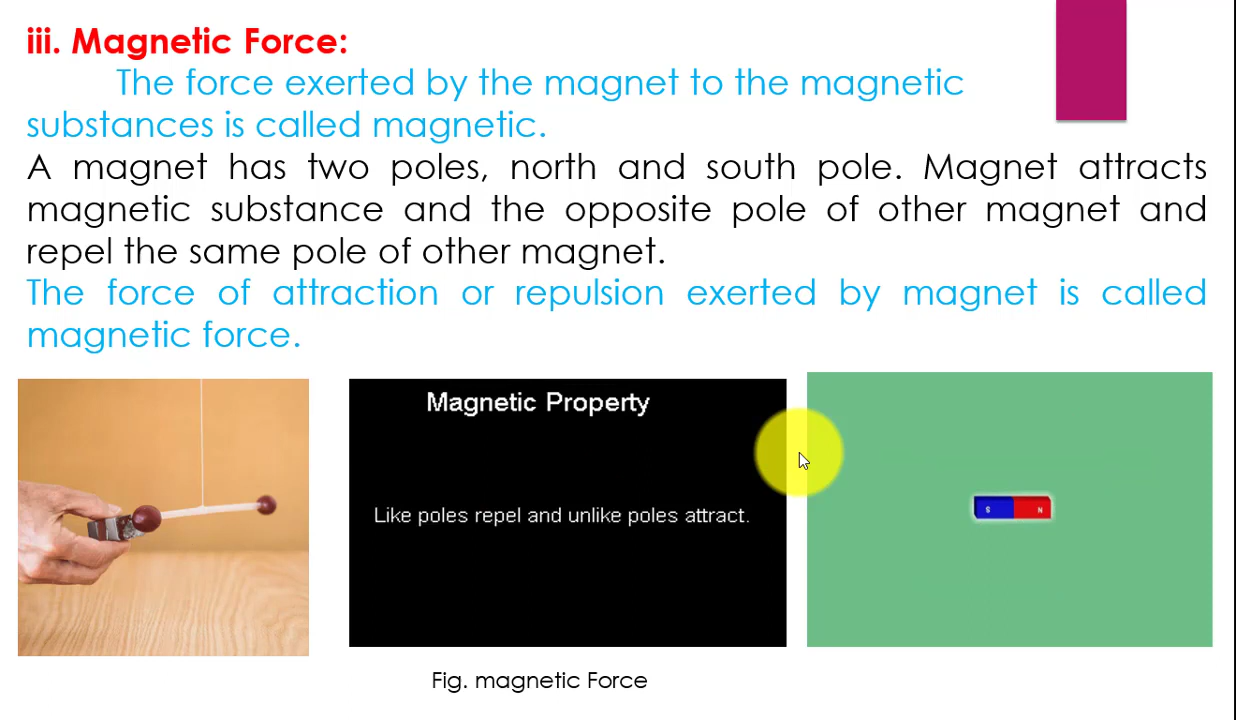 iii. Magnetic Force:
The force exerted by the magnet to the magnetic
substances is called magnetic.
A magnet has two poles, north and south pole. Magnet attracts
magnetic substance and the opposite pole of other magnet and
repel the same pole of other magnet.
The force of attraction or repulsion exerted by magnet is called
magnetic force.
Magnetic Property
Like poles repel and unlike poles attract.
S N
Fig. magnetic Force